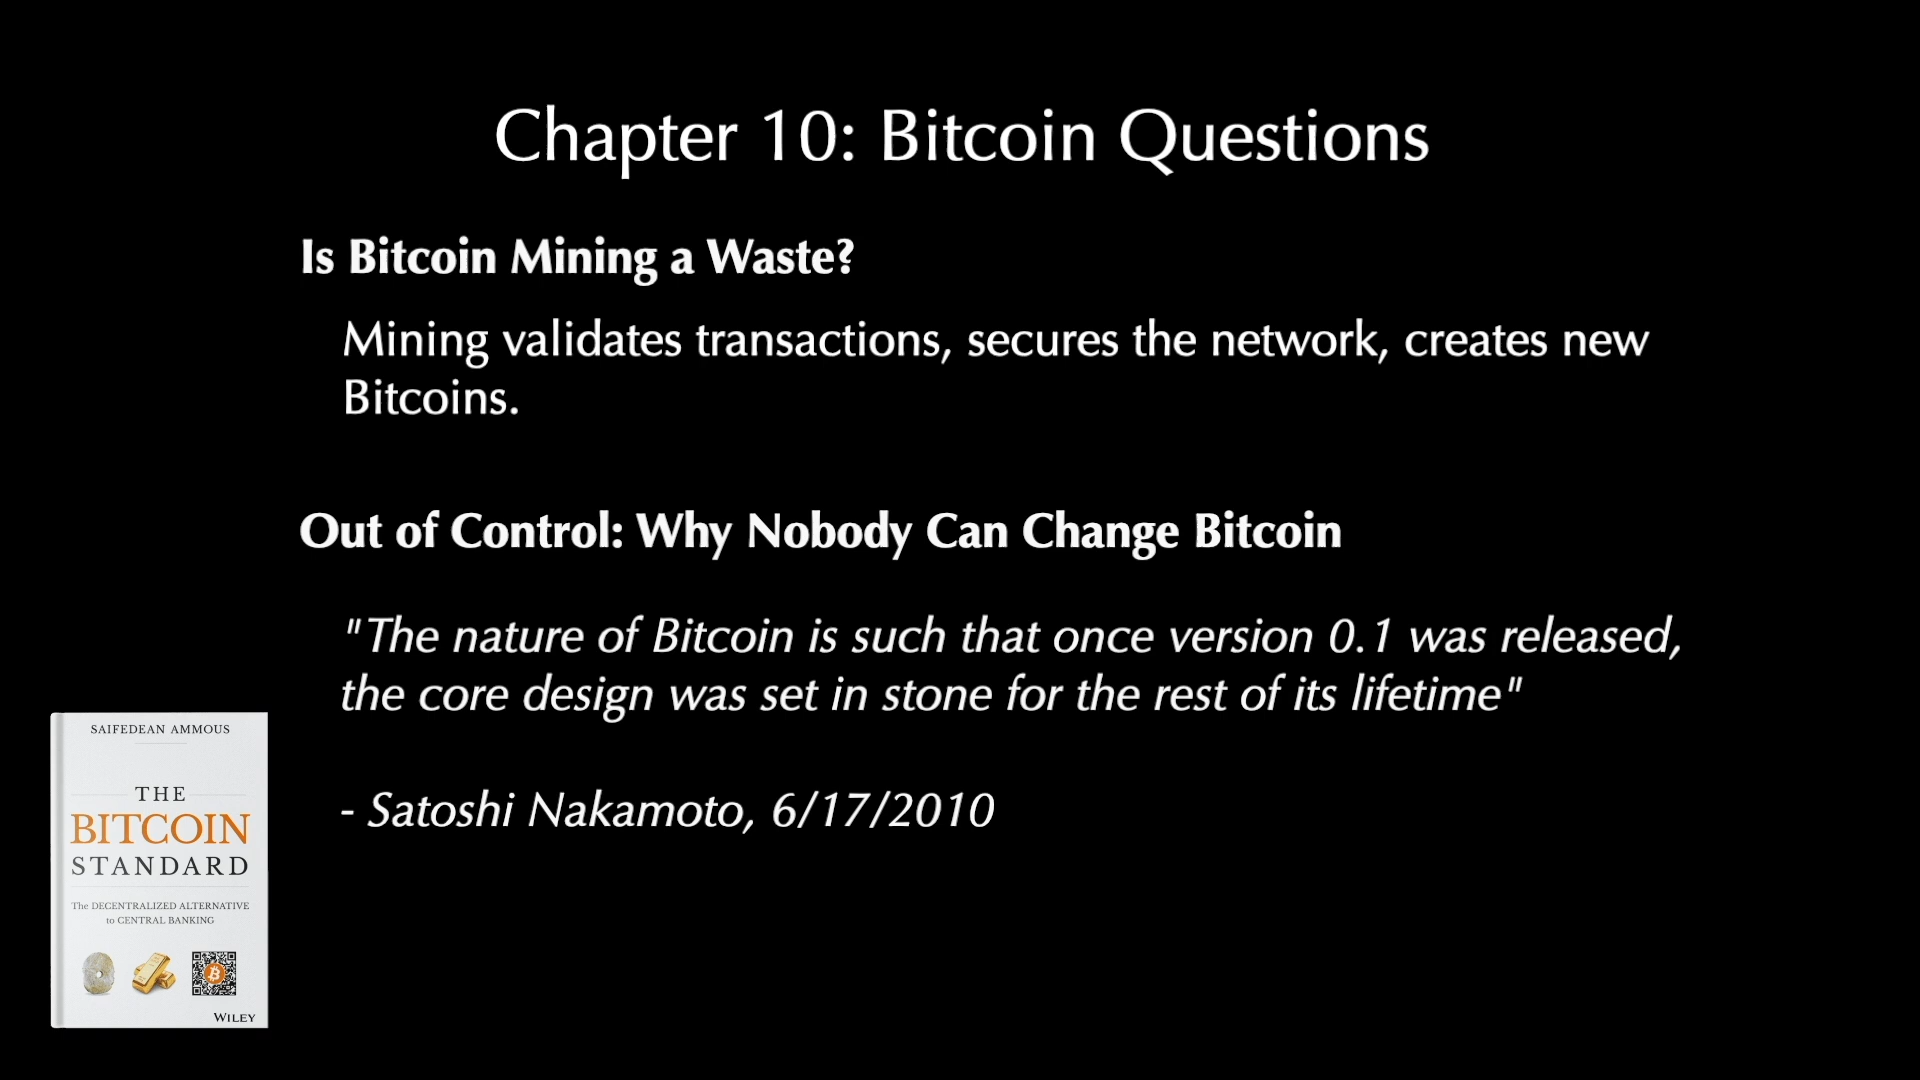 Chapter 10: Bitcoin Questions
Is Bitcoin Mining a Waste?
Mining validates transactions, secures the network, creates new
Bitcoins.
Out of Control: Why Nobody Can Change Bitcoin
"The nature of Bitcoin is such that once version 0.1 was released,
the core design was set in stone for the rest of its lifetime"
- Satoshi Nakamoto, 6/17/2010
SAIFEDEAN AMMOUS
THE
BITCOIN
STANDARD
The DECENTRALIZED ALTERNATIVE
to CENTRAL BANKING
WILEY